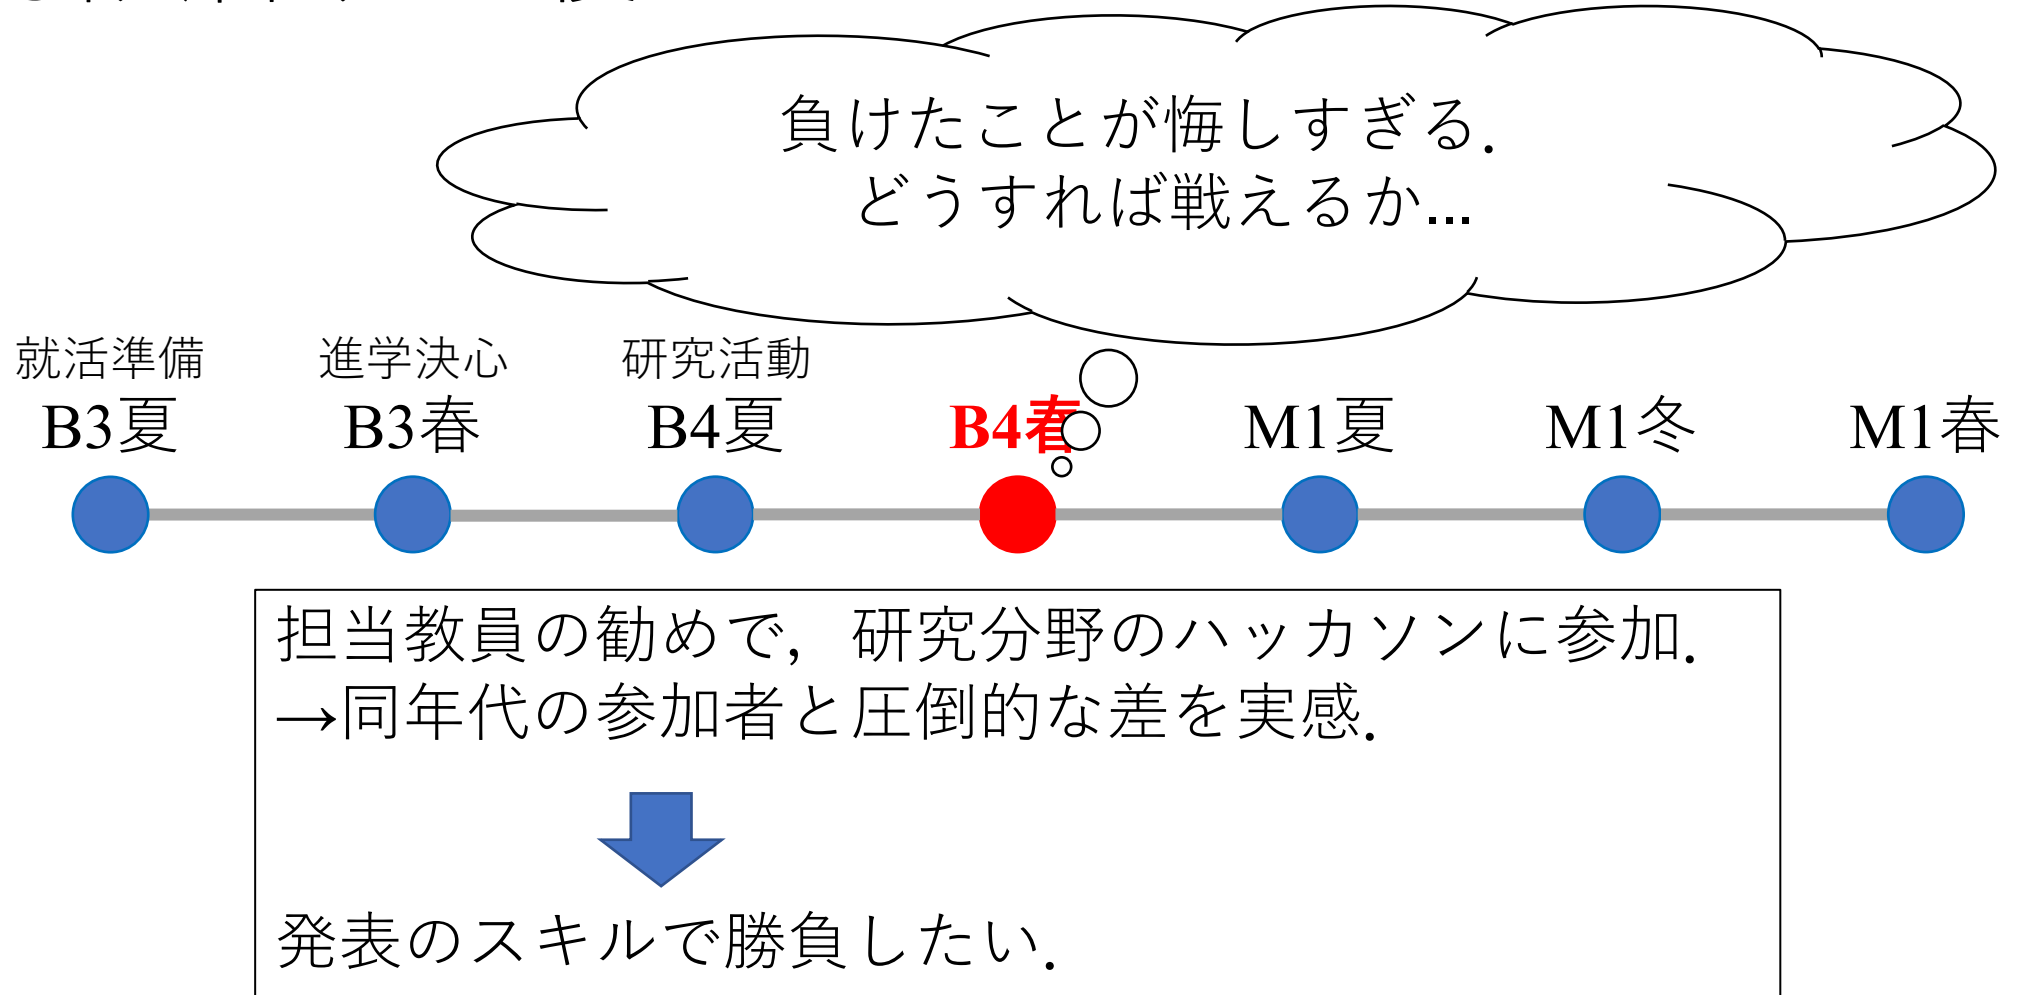 負けたことが悔しすぎる．
どうすれば戦えるか...
就活準備 進学決心 研究活動
B3夏 B3春 B4夏 B4春 M1夏 M1冬 M1春
担当教員の勧めで，研究分野のハッカソンに参加．
→同年代の参加者と圧倒的な差を実感．
発表のスキルで勝負したい．